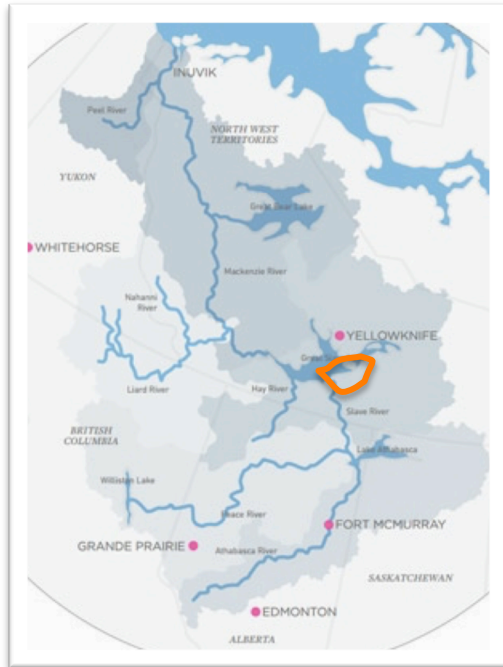 INUVIK
Peel River
NORTH WEST
TERRITORIES
YUKON
Great Bear Lake
WHITEHORSE
Mackenzie River
Nahanni
River
YELLOWKNIFE
Great
Liard River
Hay River
Slave River
BRITISH
COLUMBIA
Lake Athabasca
Williston Lake
Peace River
FORT MCMURRAY
GRANDE PRAIRIE
Athabasca River
SASKATCHEWAN
EDMONTON
ALBERTA